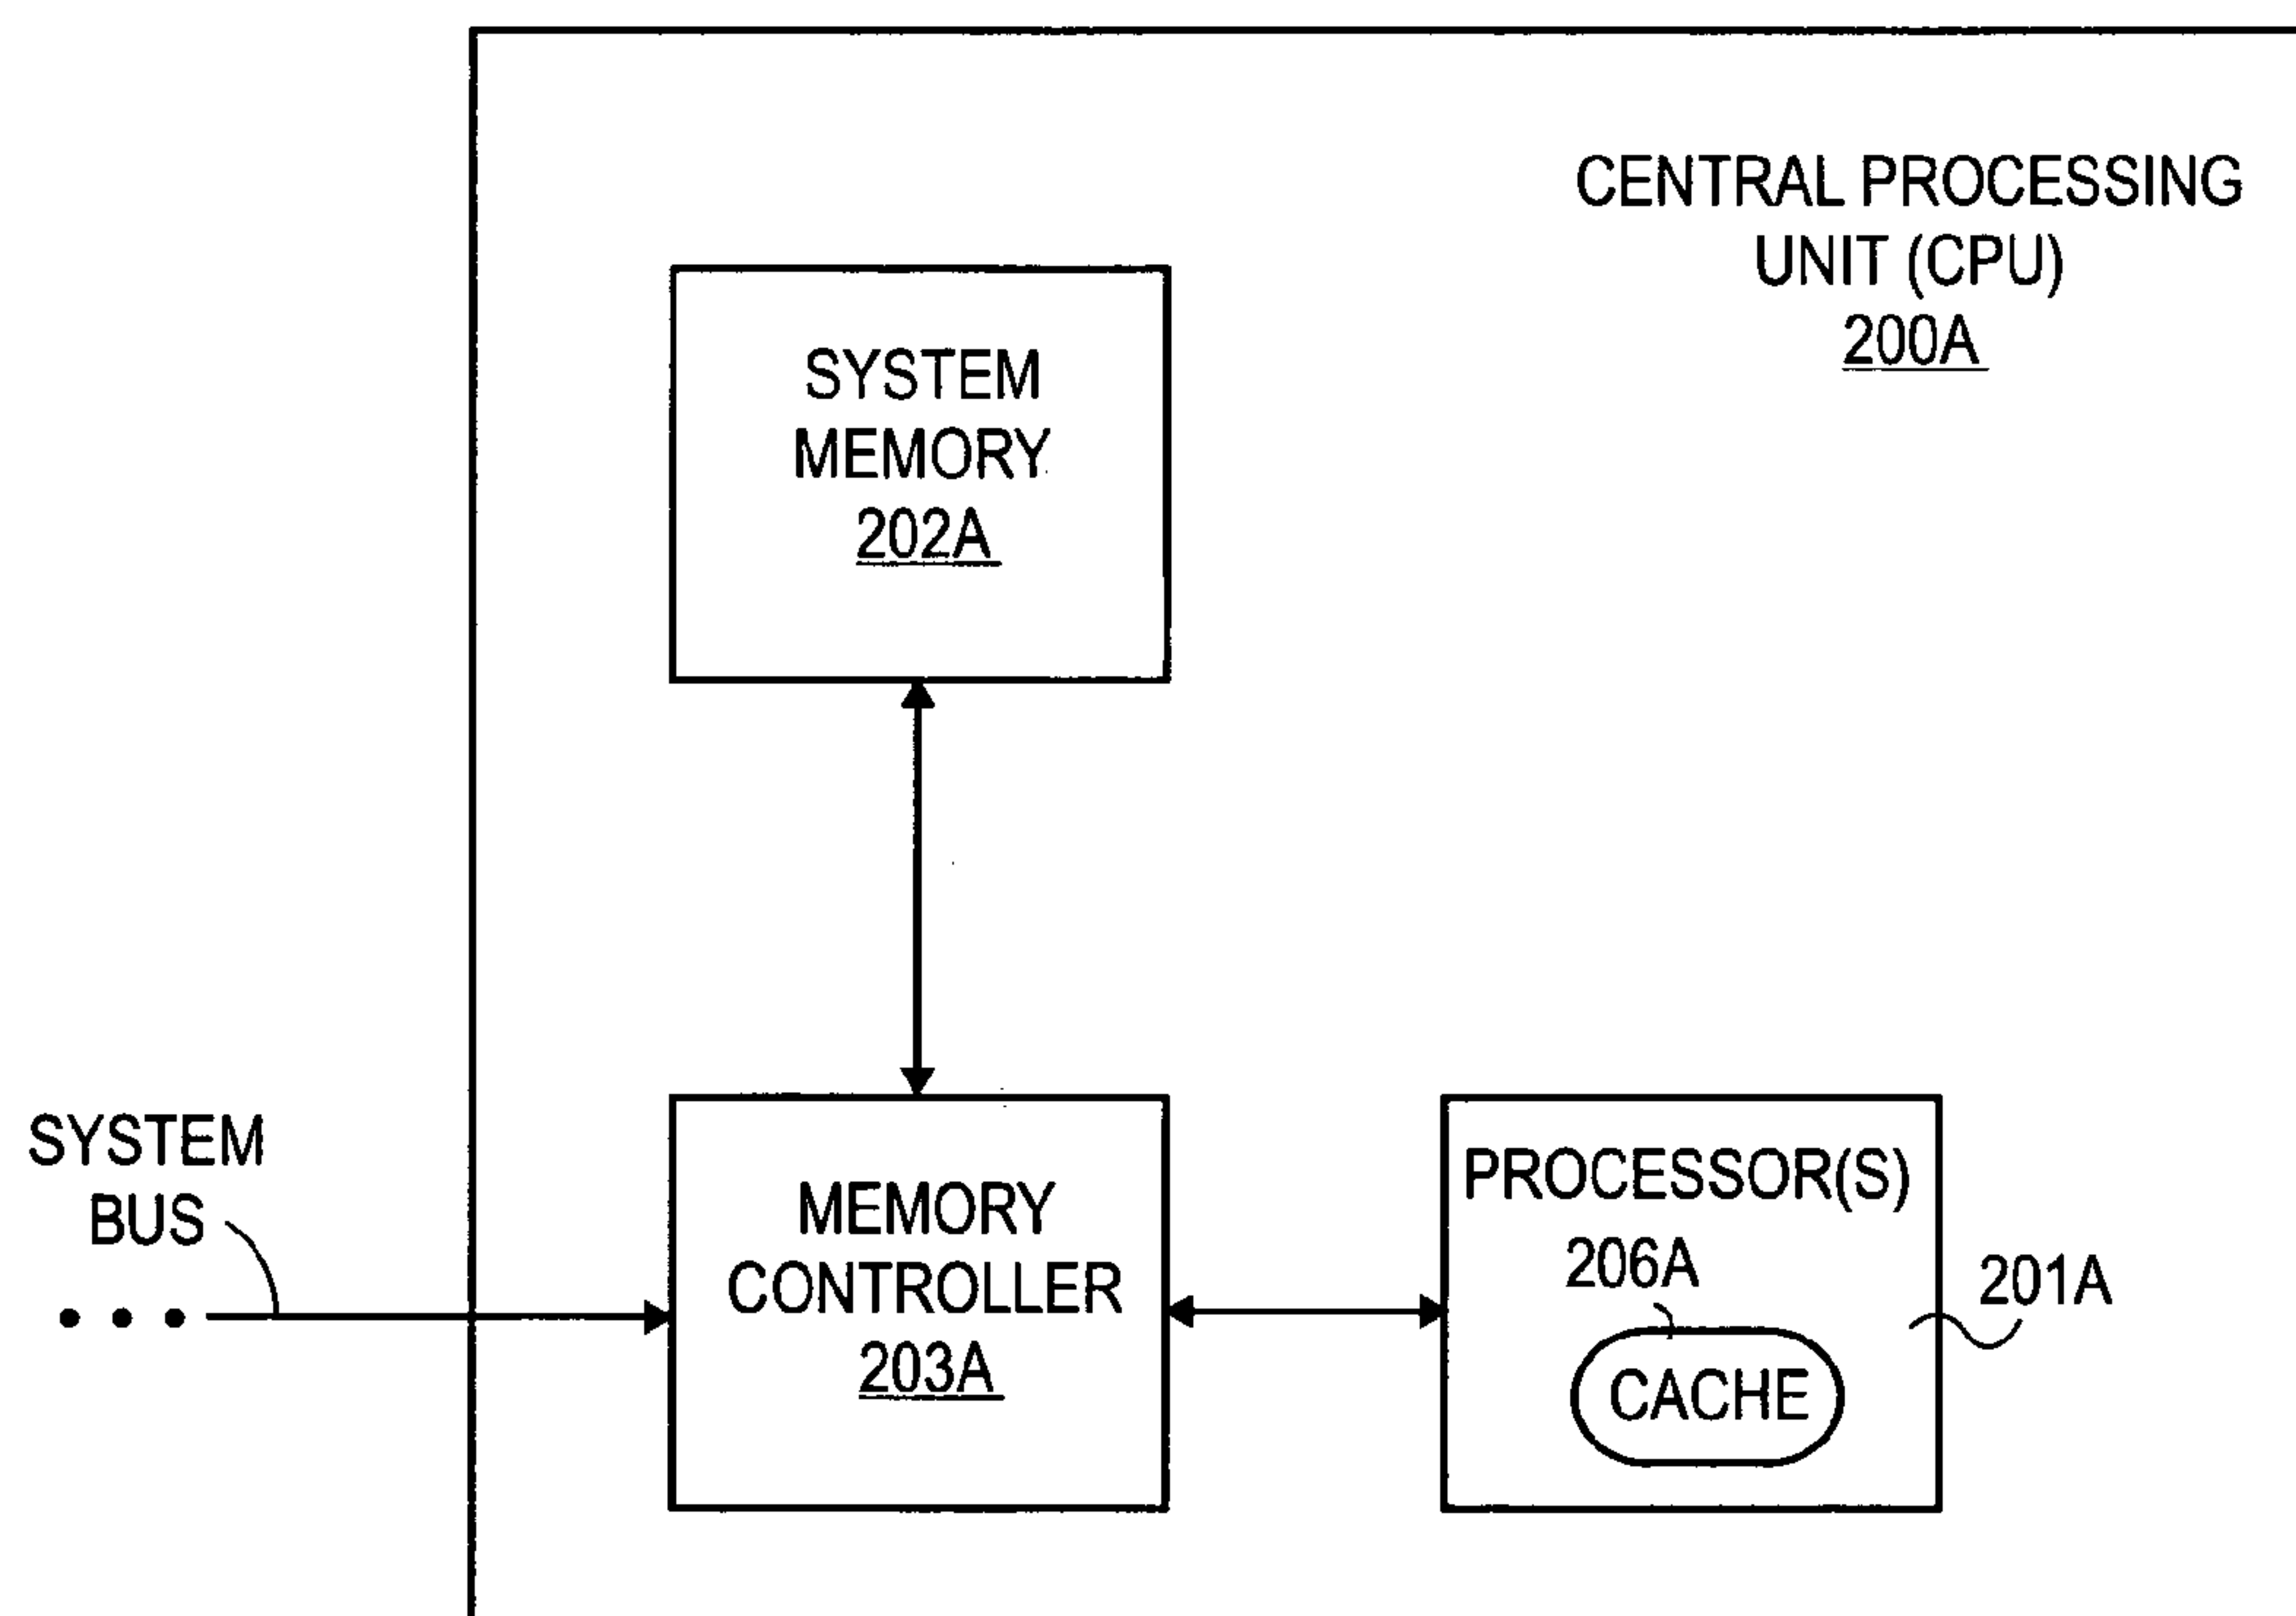 CENTRAL PROCESSING
UNIT (CPU)
200A
SYSTEM
MEMORY
202A
SYSTEM
BUS
MEMORY
CONTROLLER
203A
PROCESSOR(S)
206A
CACHE
201A